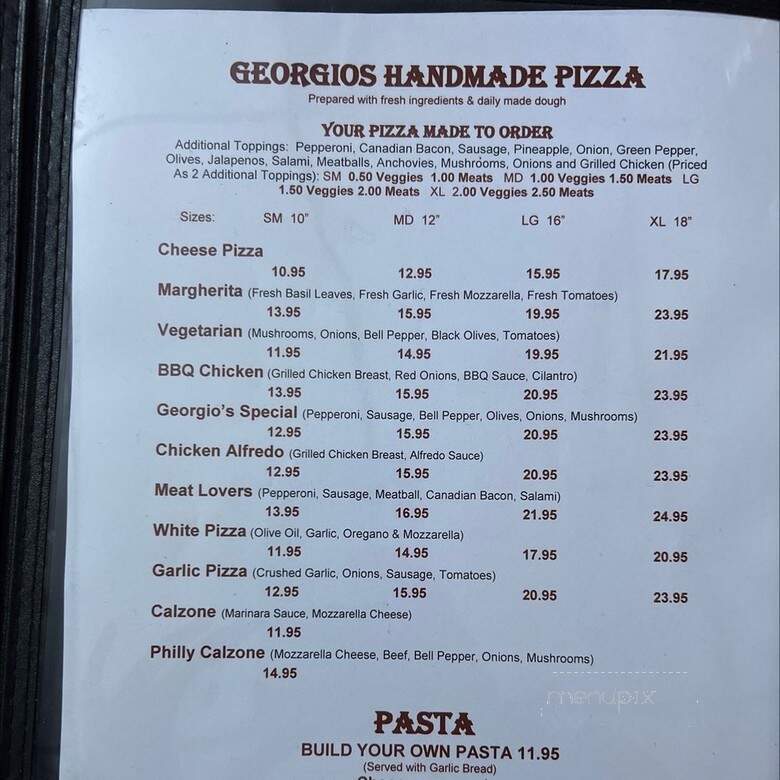 GEORGIOS HANDMADE PIZZA
Prepared with fresh ingredients & daily made dough
YOUR PIZZA MADE TO ORDER
Additional Toppings: Pepperoni, Canadian Bacon, Sausage, Pineapple, Onion, Green Pepper,
Olives, Jalapenos, Salami, Meatballs, Anchovies, Mushrooms, Onions and Grilled Chicken (Priced
As 2 Additional Toppings): SM 0.50 Veggies 1.00 Meats MD 1.00 Veggies 1.50 Meats LG
1.50 Veggies 2.00 Meats XL 2.00 Veggies 2.50 Meats
Sizes: SM 10" MD 12" LG 16" XL 18"
Cheese Pizza
10.95 12.95 15.95 17.95
Margherita (Fresh Basil Leaves, Fresh Garlic, Fresh Mozzarella, Fresh Tomatoes)
13.95 15.95 19.95 23.95
Vegetarian (Mushrooms, Onions, Bell Pepper, Black Olives, Tomatoes)
11.95 14.95 19.95 21.95
BBQ Chicken (Grilled Chicken Breast, Red Onions, BBQ Sauce, Cilantro)
13.95 15.95 20.95 23.95
Georgio's Special (Pepperoni, Sausage, Bell Pepper, Olives, Onions, Mushrooms)
12.95 15.95 20.95 23.95
Chicken Alfredo (Grilled Chicken Breast, Alfredo Sauce)
12.95 15.95 20.95 23.95
Meat Lovers (Pepperoni, Sausage, Meatball, Canadian Bacon, Salami)
13.95 16.95 21.95 24.95
White Pizza (Olive Oil, Garlic, Oregano & Mozzarella)
11.95 14.95 17.95 20.95
Garlic Pizza (Crushed Garlic, Onions, Sausage, Tomatoes)
12.95 15.95 20.95 23.95
Calzone (Marinara Sauce, Mozzarella Cheese)
11.95
Philly Calzone (Mozzarella Cheese, Beef, Bell Pepper, Onions, Mushrooms)
14.95
menupix
PASTA
BUILD YOUR OWN PASTA 11.95
(Served with Garlic Bread)